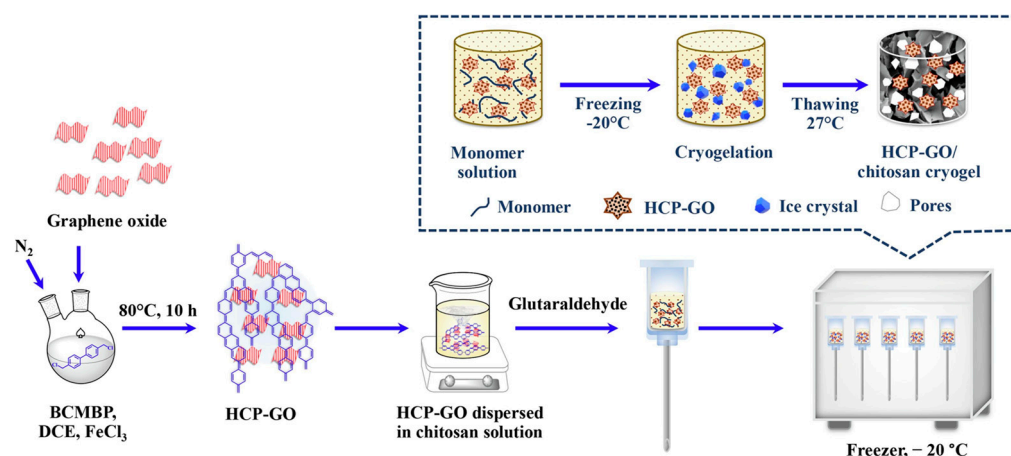 Freezing
-20°C
Thawing
27°C
Monomer
solution
Cryogelation
HCP-GO/
chitosan cryogel
Monomer
HCP-GO
Ice crystal
Pores
Graphene oxide
N₂
80°C, 10 h
Glutaraldehyde
BCMBP,
DCE, FeCl₃
HCP-GO
HCP-GO dispersed
in chitosan solution
Freezer, − 20 °C